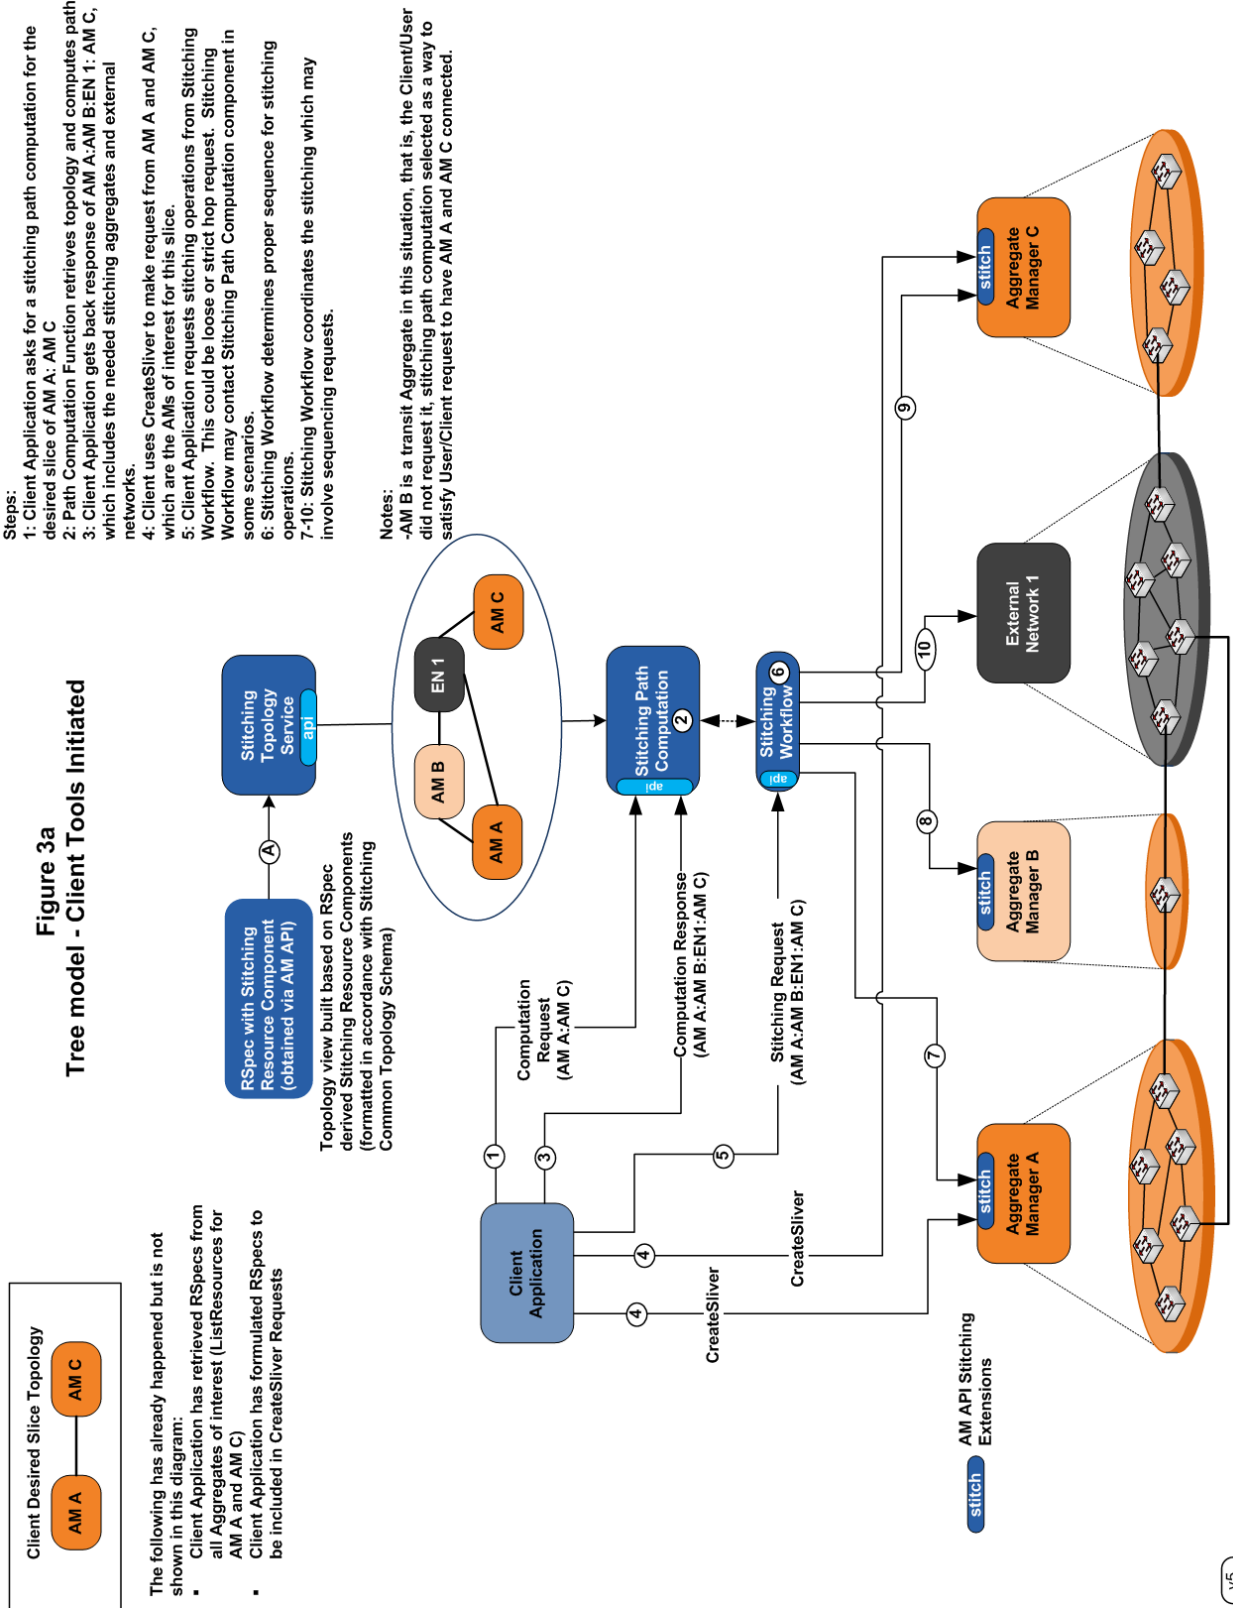 Figure 3a
Tree model - Client Tools Initiated
Client Desired Slice Topology
AM A
AM C
The following has already happened but is not
shown in this diagram:
▪ Client Application has retrieved RSpecs from
all Aggregates of interest (ListResources for
AM A and AM C)
▪ Client Application has formulated RSpecs to
be included in CreateSliver Requests
Steps:
1: Client Application asks for a stitching path computation for the
desired slice of AM A: AM C
2: Path Computation Function retrieves topology and computes path
3: Client Application gets back response of AM A:AM B:EN 1: AM C,
which includes the needed stitching aggregates and external
networks.
4: Client uses CreateSliver to make request from AM A and AM C,
which are the AMs of interest for this slice.
5: Client Application requests stitching operations from Stitching
Workflow. This could be loose or strict hop request. Stitching
Workflow may contact Stitching Path Computation component in
some scenarios.
6: Stitching Workflow determines proper sequence for stitching
operations.
7-10: Stitching Workflow coordinates the stitching which may
involve sequencing requests.
Notes:
-AM B is a transit Aggregate in this situation, that is, the Client/User
did not request it, stitching path computation selected as a way to
satisfy User/Client request to have AM A and AM C connected.
RSpec with Stitching
Resource Component
(obtained via AM API)
A
Stitching
Topology
Service
api
Topology view built based on RSpec
derived Stitching Resource Components
(formatted in accordance with Stitching
Common Topology Schema)
AM A
AM B
EN 1
AM C
Client
Application
1
Computation
Request
(AM A:AM C)
3
Computation Response
(AM A:AM B:EN1:AM C)
5
Stitching Request
(AM A:AM B:EN1:AM C)
4
CreateSliver
4
CreateSliver
api
Stitching Path
Computation
2
api
Stitching
Workflow
6
7
8
10
9
stitch
Aggregate
Manager A
stitch
Aggregate
Manager B
External
Network 1
stitch
Aggregate
Manager C
stitch
AM API Stitching
Extensions
v5